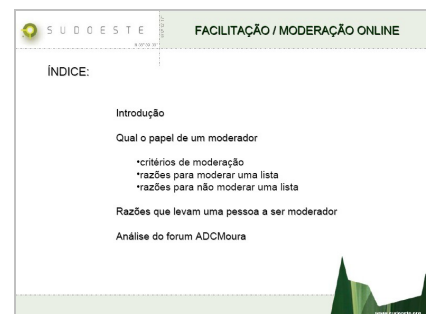 SUDOESTE
FACILITAÇÃO / MODERAÇÃO ONLINE
ÍNDICE:
Introdução
Qual o papel de um moderador
•critérios de moderação
•razões para moderar uma lista
•razões para não moderar uma lista
Razões que levam uma pessoa a ser moderador
Análise do forum ADCMoura